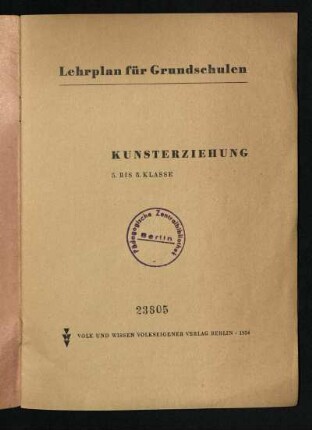 Lehrplan für Grundschulen
KUNSTERZIEHUNG
5. BIS 8. KLASSE
Pädagogische Zentralbibliothek
Berlin
23805
VOLK UND WISSEN VOLKSEIGENER VERLAG BERLIN · 1954